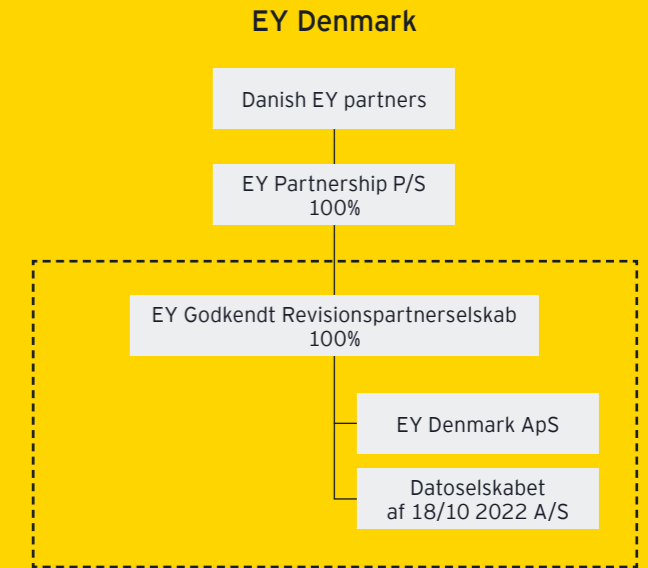 EY Denmark
Danish EY partners
EY Partnership P/S
100%
EY Godkendt Revisionspartnerselskab
100%
EY Denmark ApS
Datoselskabet
af 18/10 2022 A/S